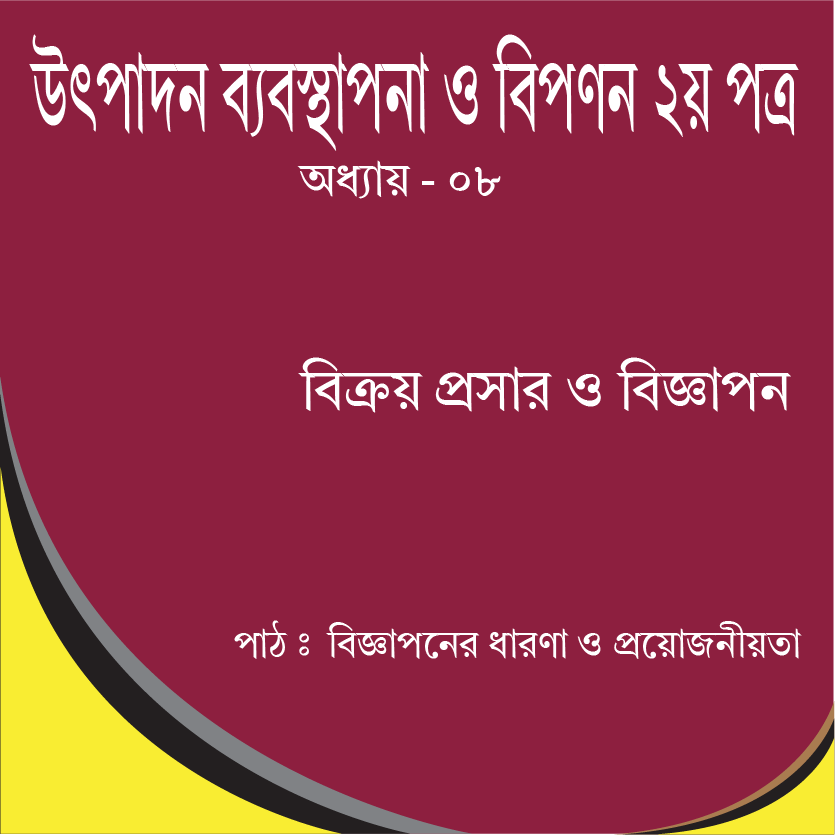 উৎপাদন ব্যবস্থাপনা ও বিপণন ২য় পত্র
অধ্যায় - ০৮
বিক্রয় প্রসার ও বিজ্ঞাপন
পাঠ ঃ বিজ্ঞাপনের ধারণা ও প্রয়োজনীয়তা